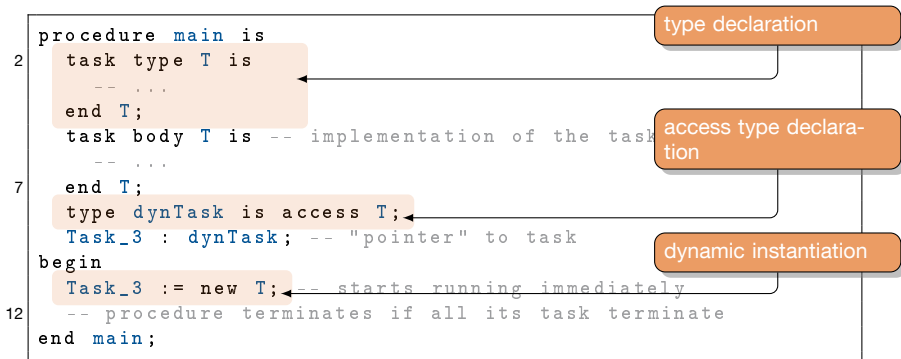 type declaration
procedure main is
2 task type T is
-- ...
end T;
access type declara-
tion
task body T is -- implementation of the task
-- ...
7 end T;
type dynTask is access T;
Task_3 : dynTask; -- "pointer" to task
dynamic instantiation
begin
Task_3 := new T; -- starts running immediately
12 -- procedure terminates if all its task terminate
end main;